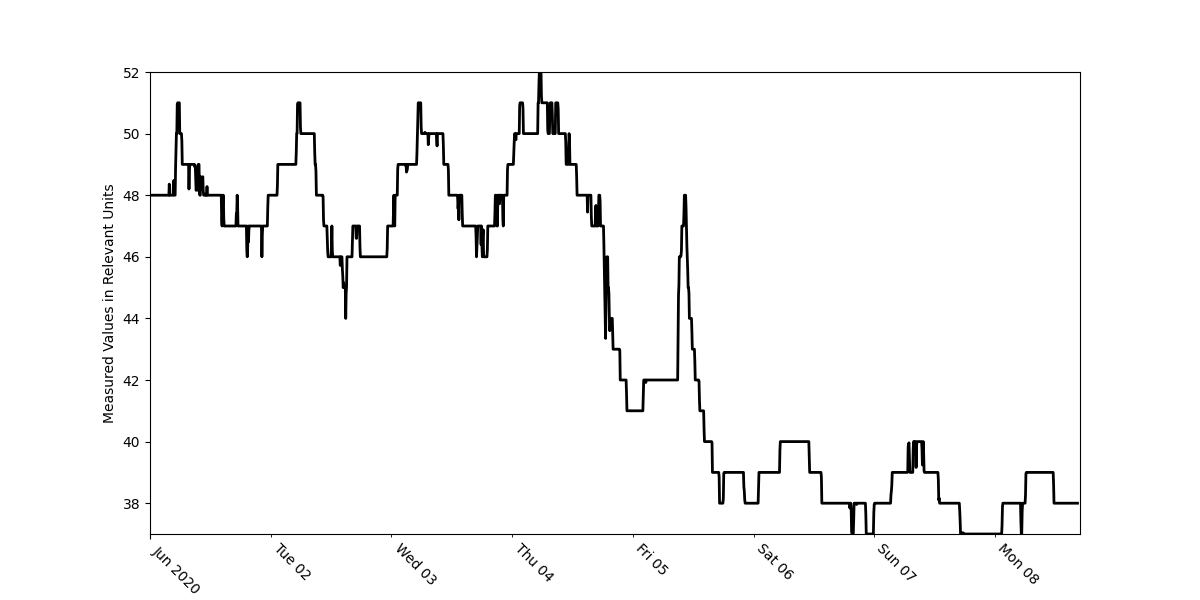 52
50
48
46
44
42
40
38
Measured Values in Relevant Units
Jun 2020
Tue 02
Wed 03
Thu 04
Fri 05
Sat 06
Sun 07
Mon 08